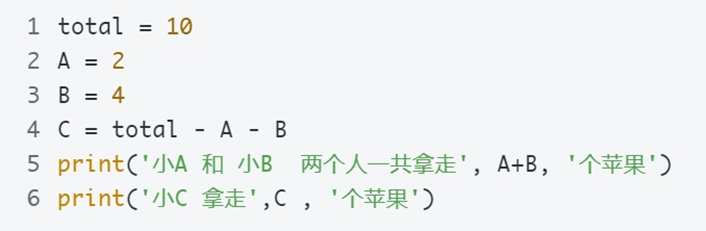 1 total = 10
2 A = 2
3 B = 4
4 C = total - A - B
5 print('小A 和 小B  两个人一共拿走', A+B, '个苹果')
6 print('小C 拿走',C , '个苹果')